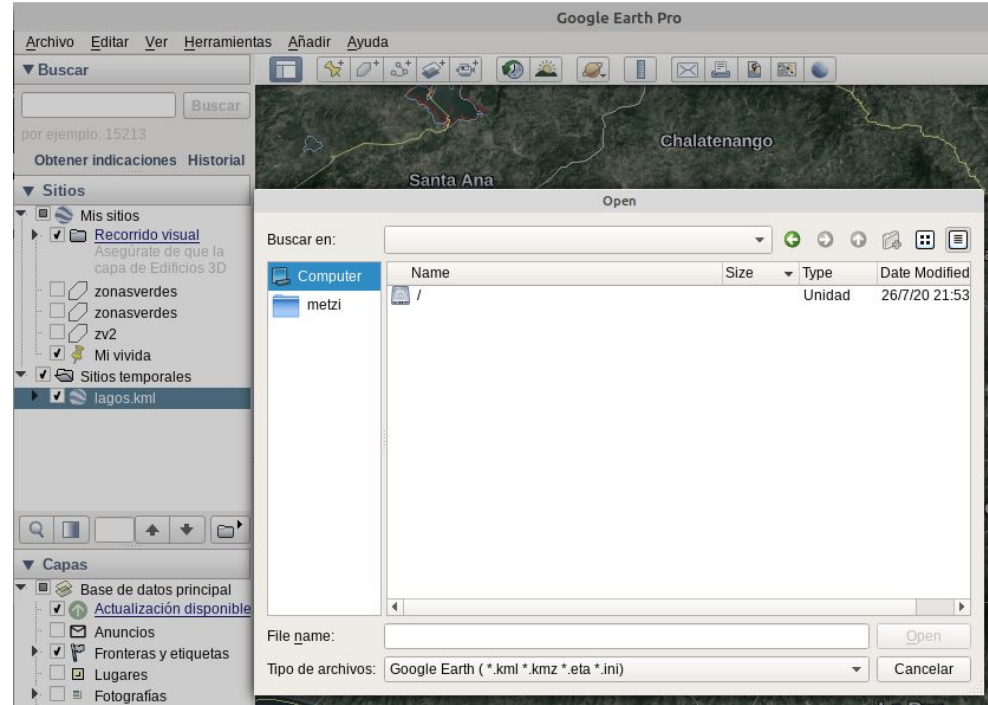 Google Earth Pro
Archivo Editar Ver Herramientas Añadir Ayuda
Buscar
Buscar
por ejemplo: 15213
Obtener indicaciones Historial
Sitios
Mis sitios
Recorrido visual
Asegúrate de que la
capa de Edificios 3D
zonasverdes
zonasverdes
zv2
Mi vivida
Sitios temporales
lagos.kml
Capas
Base de datos principal
Actualización disponible
Anuncios
Fronteras y etiquetas
Lugares
Fotografías
Chalatenango
Santa Ana
Open
Buscar en:
Computer
metzi
Name Size Type Date Modified
/ Unidad 26/7/20 21:53
File name:
Open
Tipo de archivos: Google Earth ( *.kml *.kmz *.eta *.ini)
Cancelar